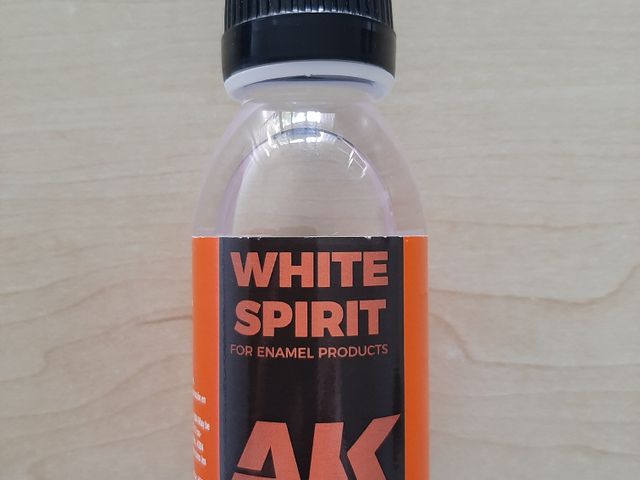 WHITE
SPIRIT
FOR ENAMEL PRODUCTS
AK